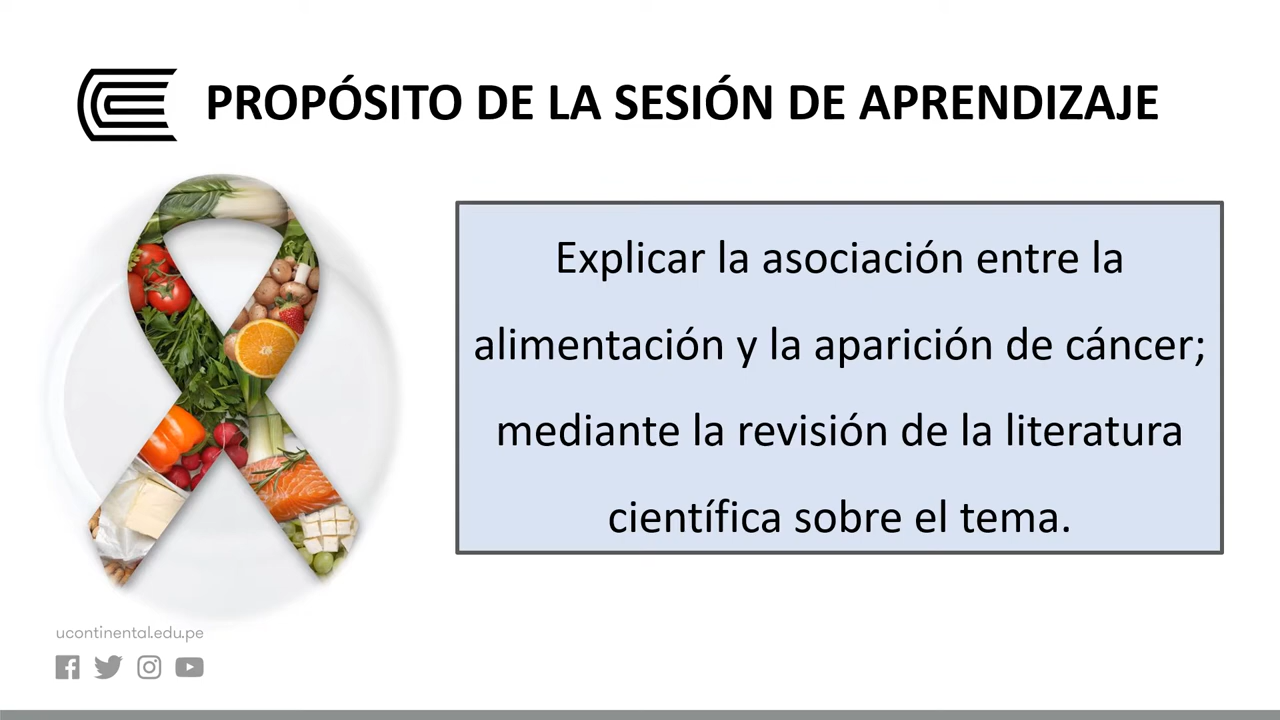 PROPÓSITO DE LA SESIÓN DE APRENDIZAJE
Explicar la asociación entre la
alimentación y la aparición de cáncer;
mediante la revisión de la literatura
científica sobre el tema.
ucontinental.edu.pe